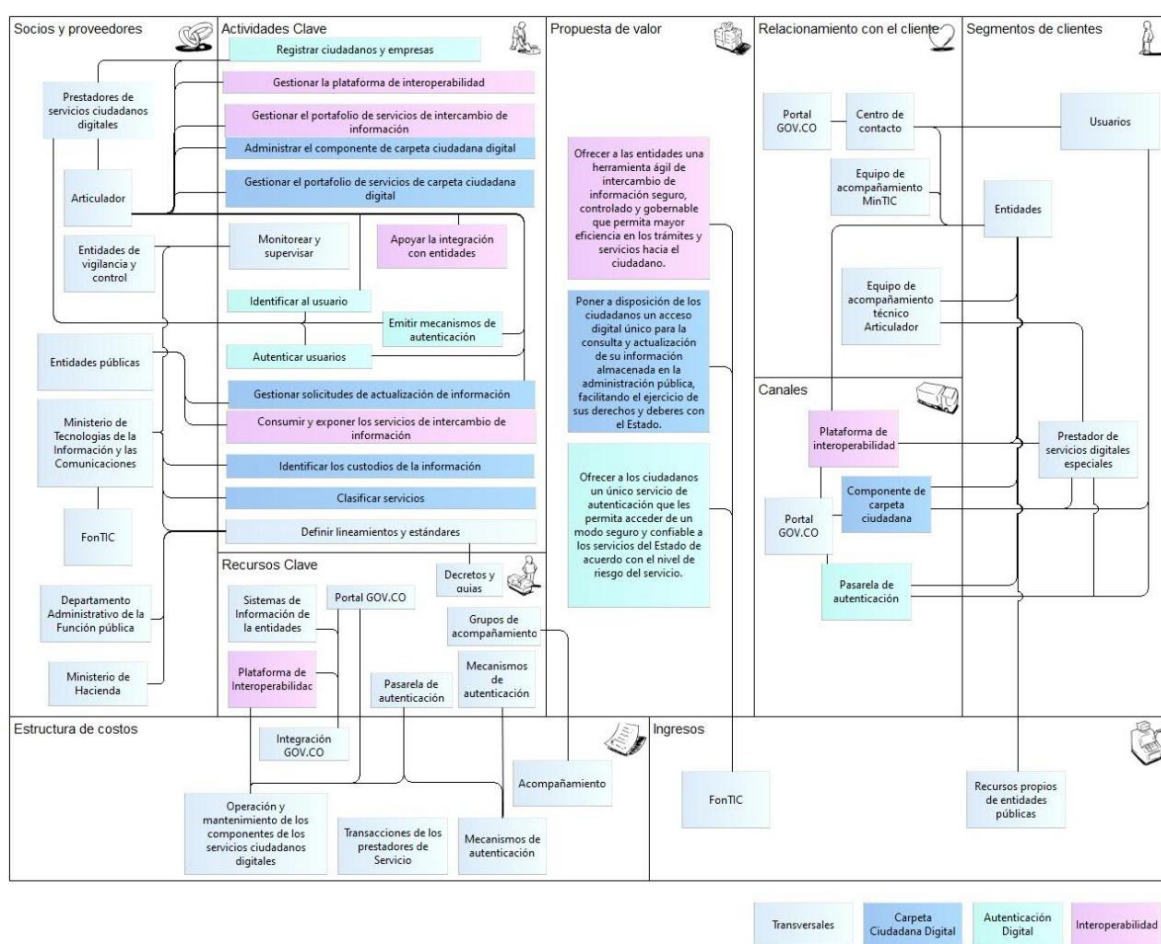 Socios y proveedores
Prestadores de
servicios ciudadanos
digitales
Articulador
Entidades de
vigilancia y
control
Entidades públicas
Ministerio de
Tecnologías de la
Información y las
Comunicaciones
FonTIC
Departamento
Administrativo de la
Función pública
Ministerio de
Hacienda
Actividades Clave
Registrar ciudadanos y empresas
Gestionar la plataforma de interoperabilidad
Gestionar el portafolio de servicios de intercambio de
información
Administrar el componente de carpeta ciudadana digital
Gestionar el portafolio de servicios de carpeta ciudadana
digital
Monitorear y
supervisar
Apoyar la integración
con entidades
Identificar al usuario
Emitir mecanismos de
autenticación
Autenticar usuarios
Gestionar solicitudes de actualización de información
Consumir y exponer los servicios de intercambio de
información
Identificar los custodios de la información
Clasificar servicios
Definir lineamientos y estándares
Decretos y
guias
Recursos Clave
Sistemas de
Información de
la entidades
Portal GOV.CO
Grupos de
acompañamiento
Plataforma de
Interoperabilidac
Pasarela de
autenticación
Mecanismos
de
autenticación
Propuesta de valor
Ofrecer a las entidades una
herramienta ágil de
intercambio de
información seguro,
controlado y gobernable
que permita mayor
eficiencia en los trámites y
servicios hacia el
ciudadano.
Poner a disposición de los
ciudadanos un acceso
digital único para la
consulta y actualización
de su información
almacenada en la
administración pública,
facilitando el ejercicio de
sus derechos y deberes con
el Estado.
Ofrecer a los ciudadanos
un único servicio de
autenticación que les
permita acceder de un
modo seguro y confiable a
los servicios del Estado de
acuerdo con el nivel de
riesgo del servicio.
Relacionamiento con el cliente
Portal
GOV.CO
Centro de
contacto
Equipo de
acompañamiento
MinTIC
Equipo de
acompañamiento
técnico
Articulador
Canales
Plataforma de
interoperabilidad
Componente de
carpeta
ciudadana
Portal
GOV.CO
Pasarela de
autenticación
Segmentos de clientes
Usuarios
Entidades
Prestador de
servicios digitales
especiales
Estructura de costos
Integración
GOV.CO
Acompañamiento
Operación y
mantenimiento de los
componentes de los
servicios ciudadanos
digitales
Transacciones de los
prestadores de
Servicio
Mecanismos de
autenticación
Ingresos
FonTIC
Recursos propios
de entidades
públicas
Transversales
Carpeta
Ciudadana Digital
Autenticación
Digital
Interoperabilidad